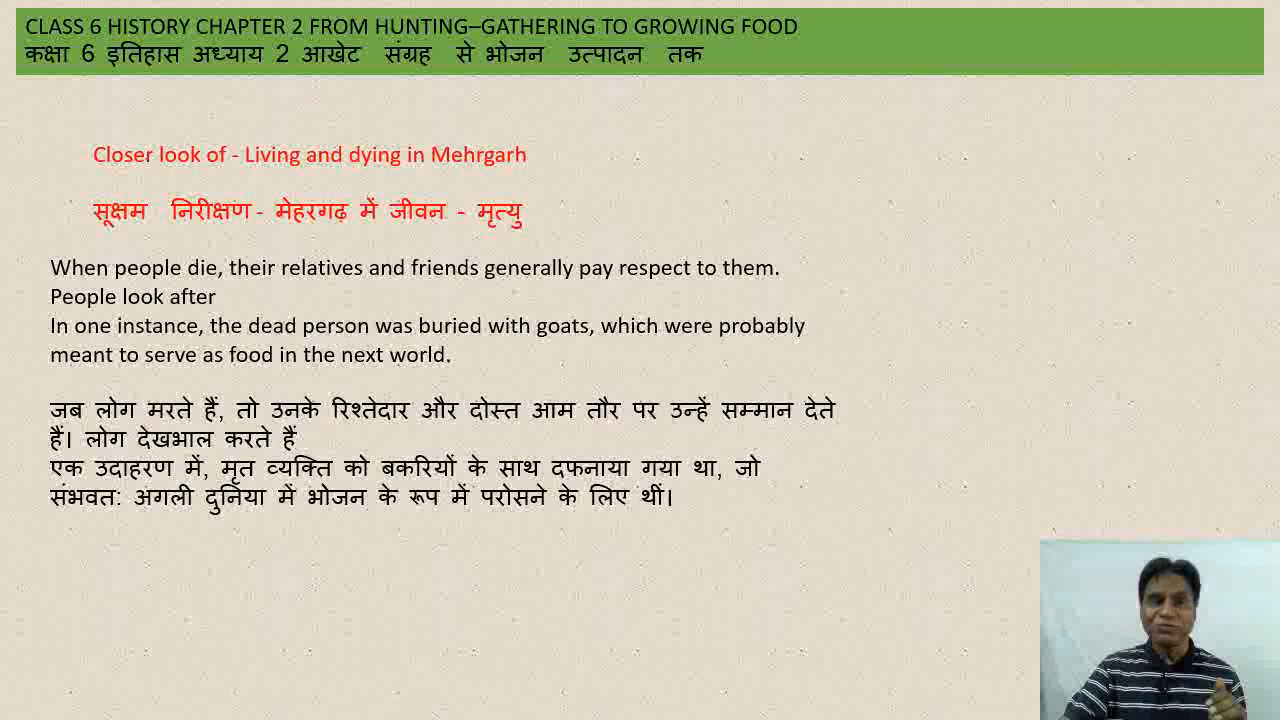 CLASS 6 HISTORY CHAPTER 2 FROM HUNTING–GATHERING TO GROWING FOOD
कक्षा 6 इतिहास अध्याय 2 आखेट संग्रह से भोजन उत्पादन तक
Closer look of - Living and dying in Mehrgarh
सूक्षम निरीक्षण - मेहरगढ़ में जीवन - मृत्यु
When people die, their relatives and friends generally pay respect to them.
People look after
In one instance, the dead person was buried with goats, which were probably
meant to serve as food in the next world.
जब लोग मरते हैं, तो उनके रिश्तेदार और दोस्त आम तौर पर उन्हें सम्मान देते
हैं। लोग देखभाल करते हैं
एक उदाहरण में, मृत व्यक्ति को बकरियों के साथ दफनाया गया था, जो
संभवत: अगली दुनिया में भोजन के रूप में परोसने के लिए थीं।